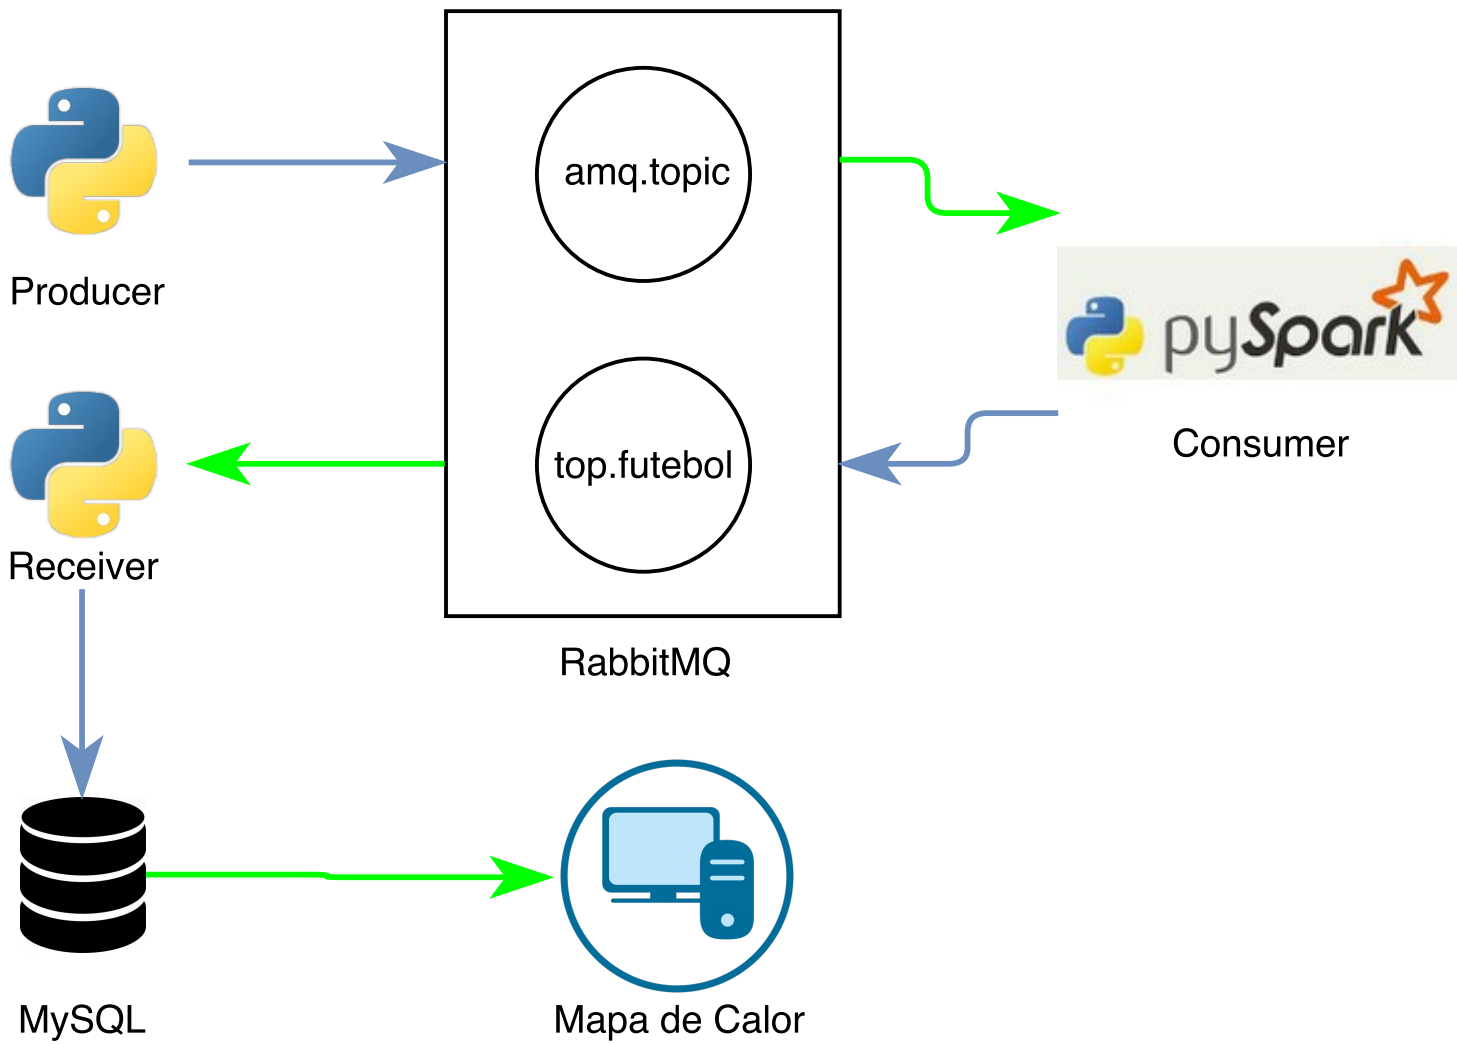 amq.topic
Producer
pySpark
Consumer
top.futebol
Receiver
RabbitMQ
MySQL
Mapa de Calor